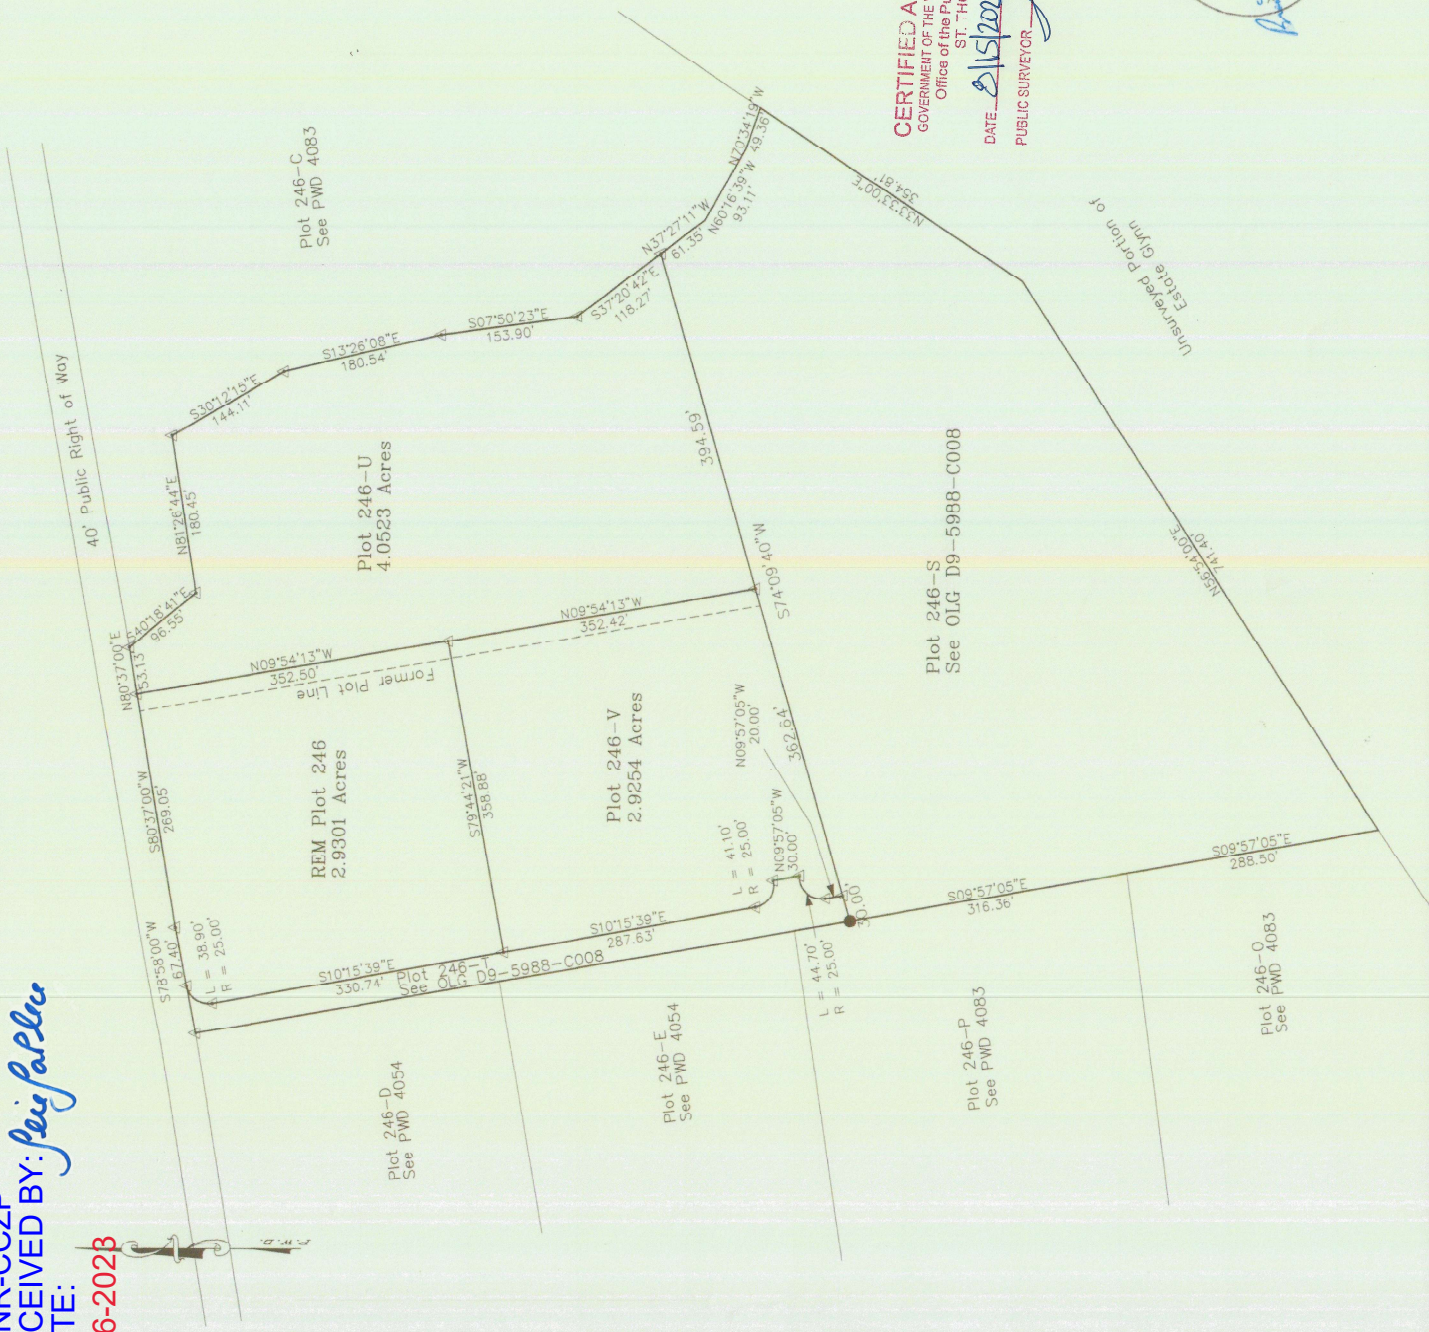 40' Public Right of Way
Plot 246-C
See PWD 4083
CERTIFIED A
GOVERNMENT OF THE
Office of the Pu
ST.
DATE
PUBLIC SURVEYOR
N80°37'00"E
53.13'
S40°18'41"E
96.55'
N81°26'44"E
180.45'
S30°12'15"E
144.11'
S13°26'08"E
180.54'
S07°50'23"E
153.90'
S37°20'42"E
118.27'
N37°27'11"W
61.35'
N60°16'39"W
93.11'
N70°34'19"W
49.36'
N33°33'00"E
354.81'
Unsurveyed Portion of
Estate Glynn
Plot 246-U
4.0523 Acres
394.59'
S74°09'40"W
362.64'
N09°54'13"W
352.50'
Former Plot Line
N09°54'13"W
352.42'
S80°37'00"W
269.05'
REM Plot 246
2.9301 Acres
S79°44'21"W
358.88'
Plot 246-V
2.9254 Acres
N09°57'05"W
20.00'
L = 41.10'
R = 25.00'
N09°57'05"W
30.00'
Plot 246-S
See OLG D9-5988-C008
N56°54'00"E
741.40'
S78°58'00"W
67.40'
L = 38.90'
R = 25.00'
S10°15'39"E
330.74'
Plot 246-T
See OLG D9-5988-C008
S10°15'39"E
287.63'
30.00'
L = 44.70'
R = 25.00'
S09°57'05"E
316.36'
S09°57'05"E
288.50'
Plot 246-D
See PWD 4054
Plot 246-E
See PWD 4054
Plot 246-P
See PWD 4083
Plot 246-O
See PWD 4083
P.W.D.
NR-CCZP
CEIVED BY:
TE:
6-2023